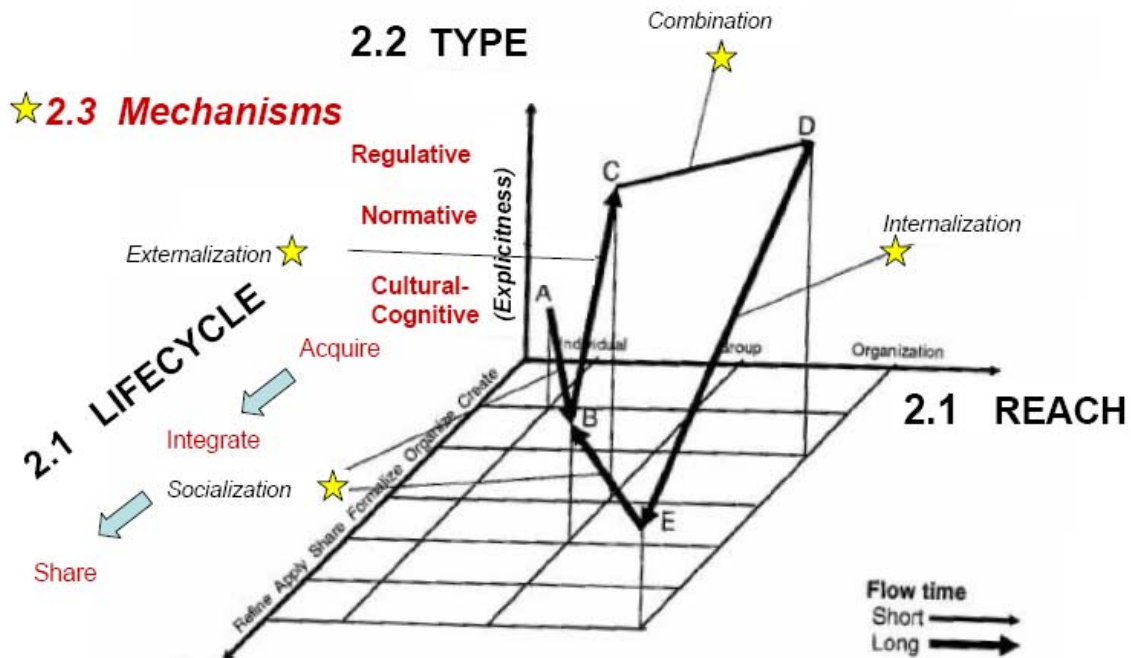 Combination
2.2 TYPE
2.3 Mechanisms
D
Regulative
C
(Explicitness)
Normative
Internalization
Externalization
Cultural-
Cognitive
A
2.1 LIFECYCLE
Acquire
Individual
Group
Organization
2.1 REACH
B
Integrate
Refine Apply Share Formalize Organize Create
Socialization
E
Share
Flow time
Short
Long